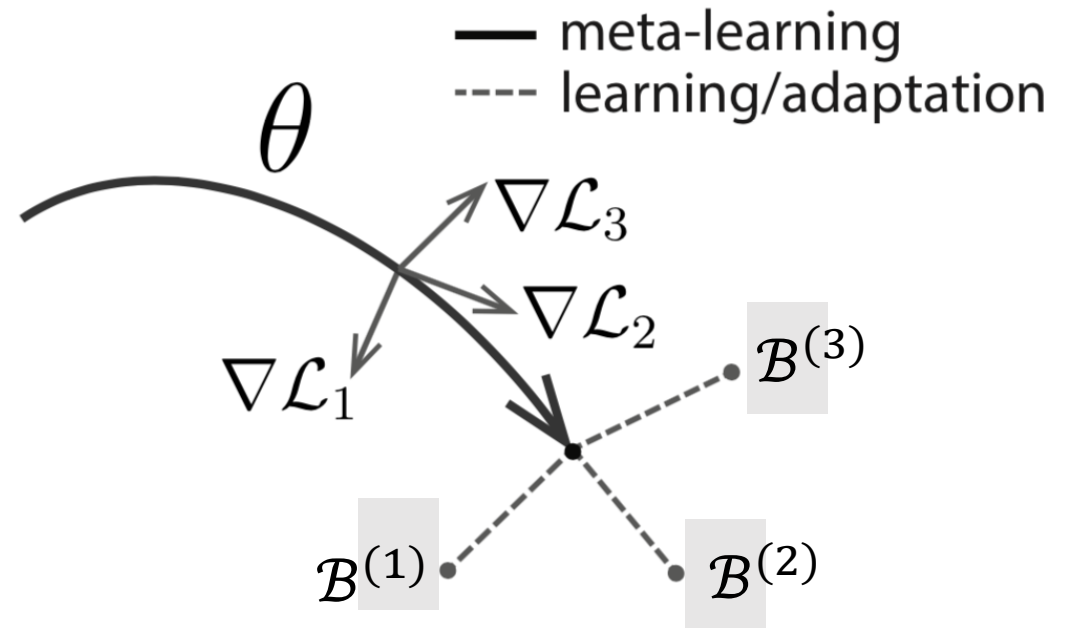 meta-learning
learning/adaptation
θ
∇ℒ₃
∇ℒ₂
∇ℒ₁
ℬ⁽³⁾
ℬ⁽¹⁾
ℬ⁽²⁾